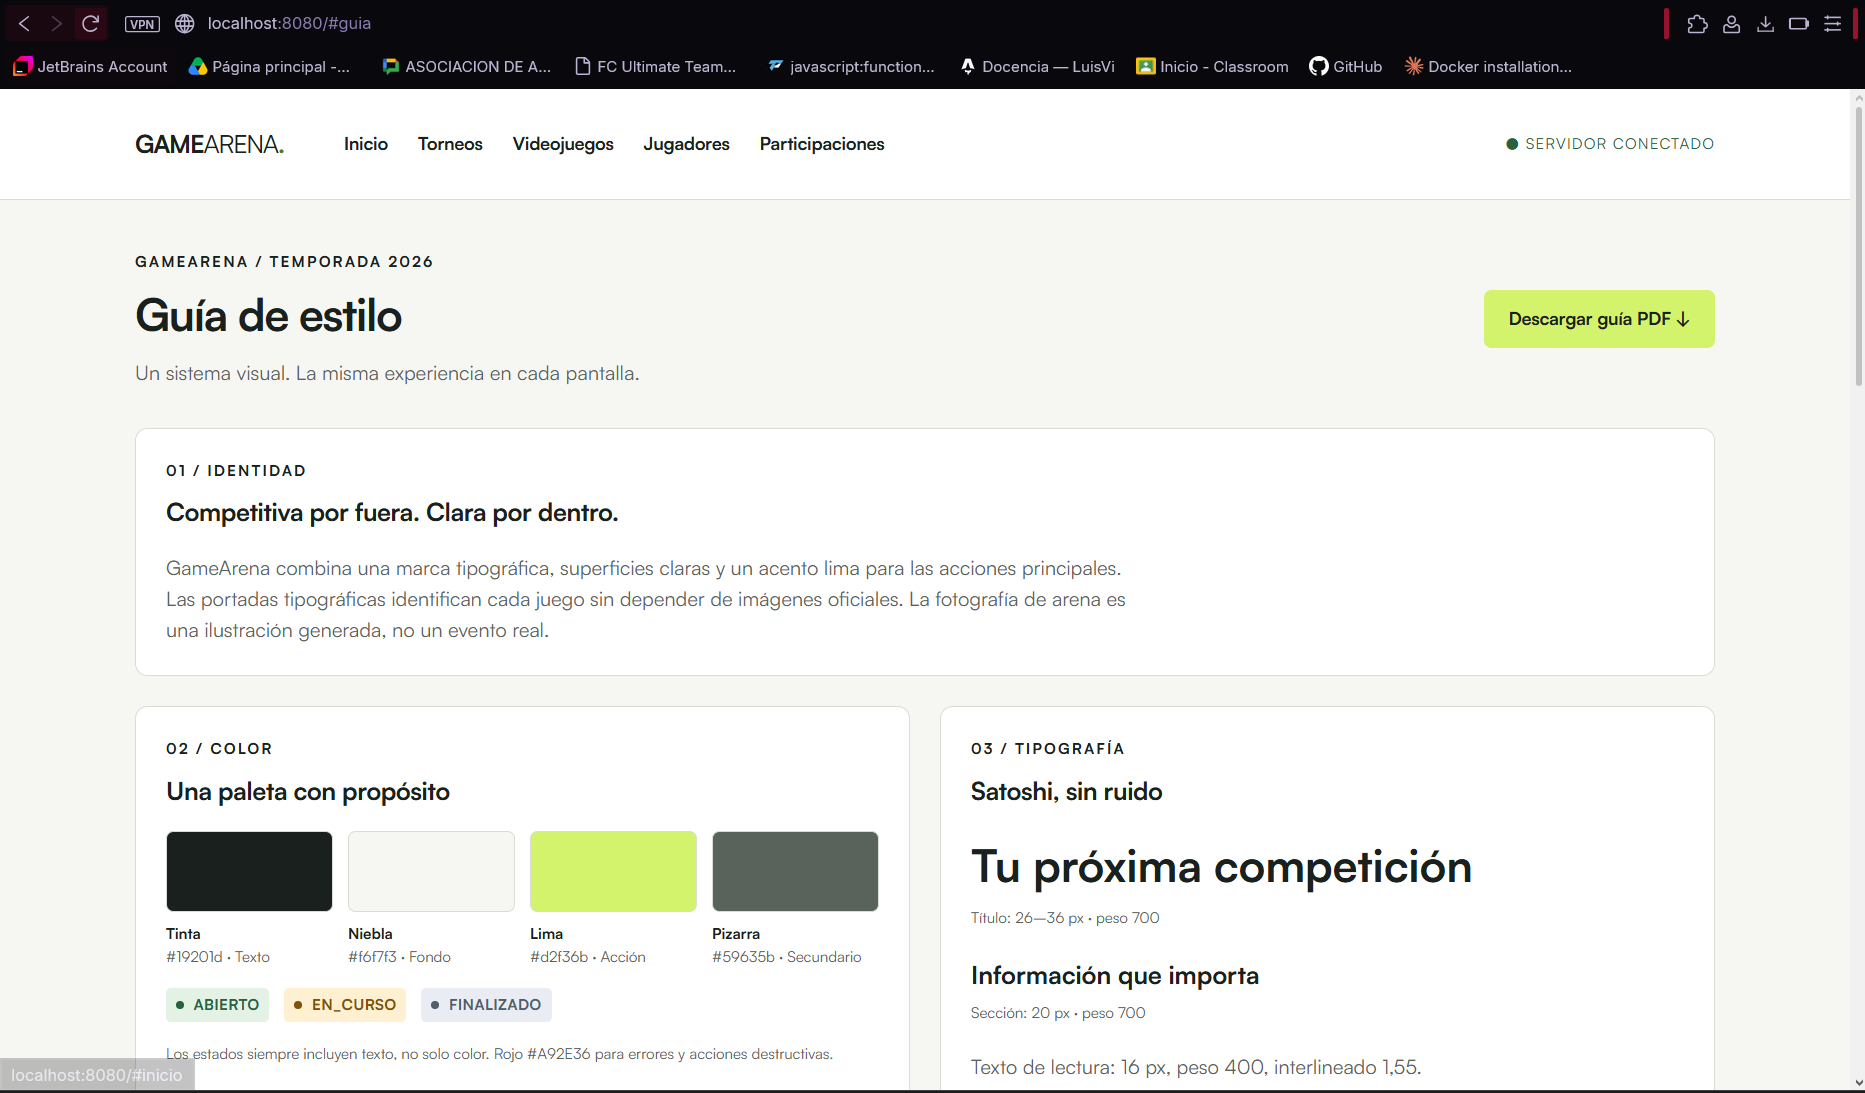 VPN localhost:8080/#guia
JetBrains Account Página principal -... ASOCIACION DE A... FC Ultimate Team... javascript:function... Docencia — LuisVi Inicio - Classroom GitHub Docker installation...
GAMEARENA. Inicio Torneos Videojuegos Jugadores Participaciones SERVIDOR CONECTADO
GAMEARENA / TEMPORADA 2026
Guía de estilo
Descargar guía PDF ↓
Un sistema visual. La misma experiencia en cada pantalla.
01 / IDENTIDAD
Competitiva por fuera. Clara por dentro.
GameArena combina una marca tipográfica, superficies claras y un acento lima para las acciones principales.
Las portadas tipográficas identifican cada juego sin depender de imágenes oficiales. La fotografía de arena es
una ilustración generada, no un evento real.
02 / COLOR
Una paleta con propósito
Tinta Niebla Lima Pizarra
#19201d · Texto #f6f7f3 · Fondo #d2f36b · Acción #59635b · Secundario
ABIERTO EN_CURSO FINALIZADO
Los estados siempre incluyen texto, no solo color. Rojo #A92E36 para errores y acciones destructivas.
03 / TIPOGRAFÍA
Satoshi, sin ruido
Tu próxima competición
Título: 26—36 px · peso 700
Información que importa
Sección: 20 px · peso 700
Texto de lectura: 16 px, peso 400, interlineado 1,55.
localhost:8080/#inicio